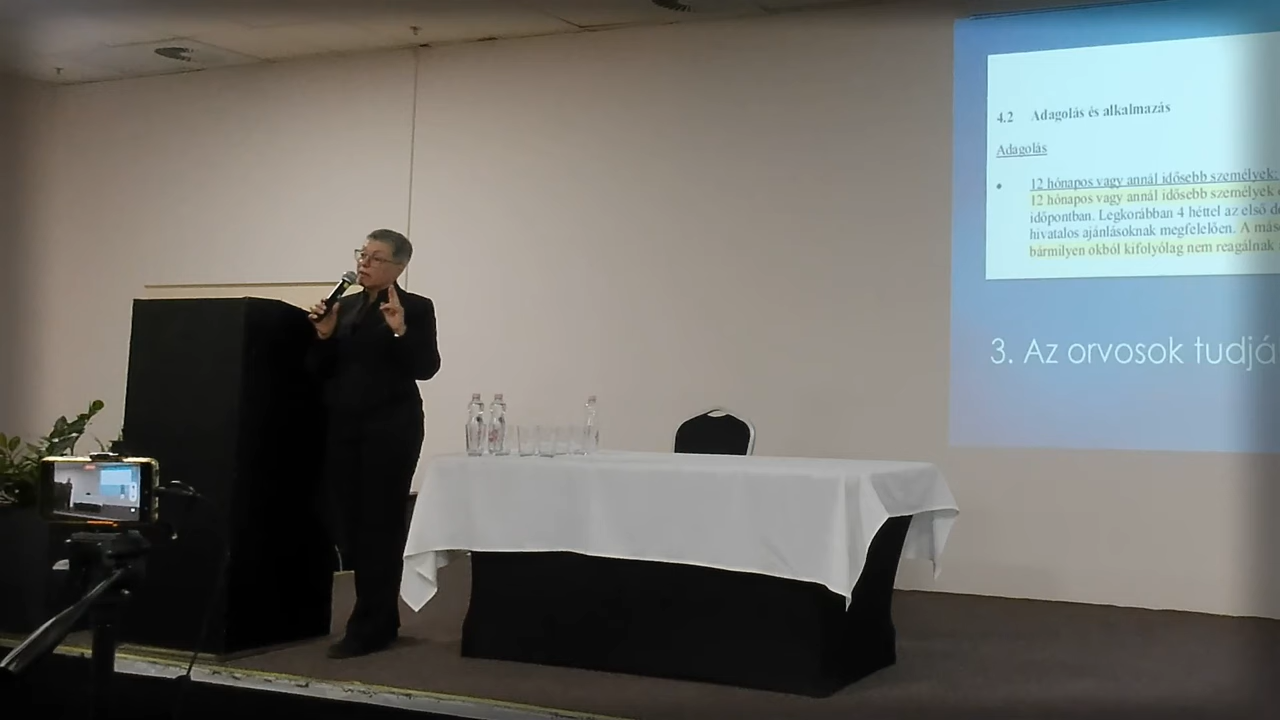 4.2 Adagolás és alkalmazás
Adagolás
• 12 hónapos vagy annál idősebb személyek:
12 hónapos vagy annál idősebb személyek
időpontban. Legkorábban 4 héttel az első
hivatalos ajánlásoknak megfelelően. A más
bármilyen okból kifolyólag nem reagálnak
3. Az orvosok tudjá